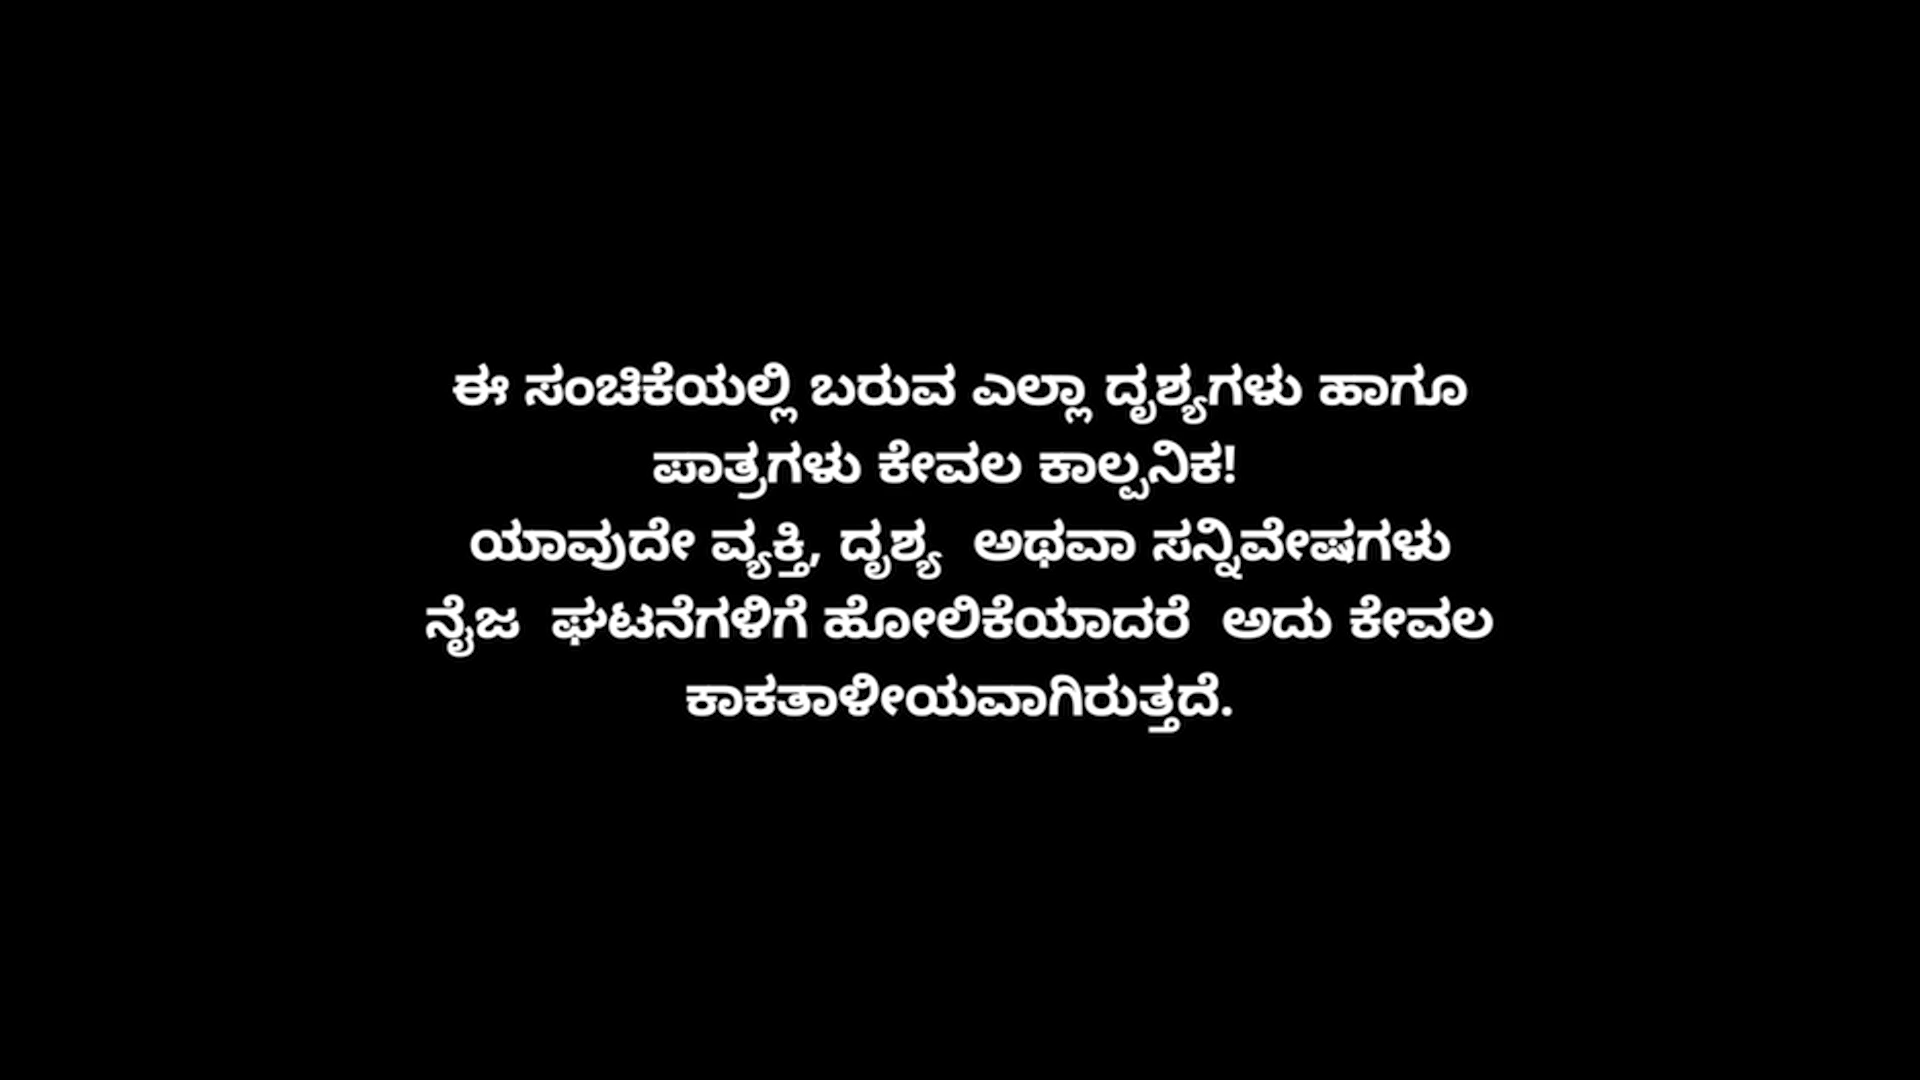 ಈ ಸಂಚಿಕೆಯಲ್ಲಿ ಬರುವ ಎಲ್ಲಾ ದೃಶ್ಯಗಳು ಹಾಗೂ
ಪಾತ್ರಗಳು ಕೇವಲ ಕಾಲ್ಪನಿಕ!
ಯಾವುದೇ ವ್ಯಕ್ತಿ, ದೃಶ್ಯ ಅಥವಾ ಸನ್ನಿವೇಷಗಳು
ನೈಜ ಘಟನೆಗಳಿಗೆ ಹೋಲಿಕೆಯಾದರೆ ಅದು ಕೇವಲ
ಕಾಕತಾಳೀಯವಾಗಿರುತ್ತದೆ.